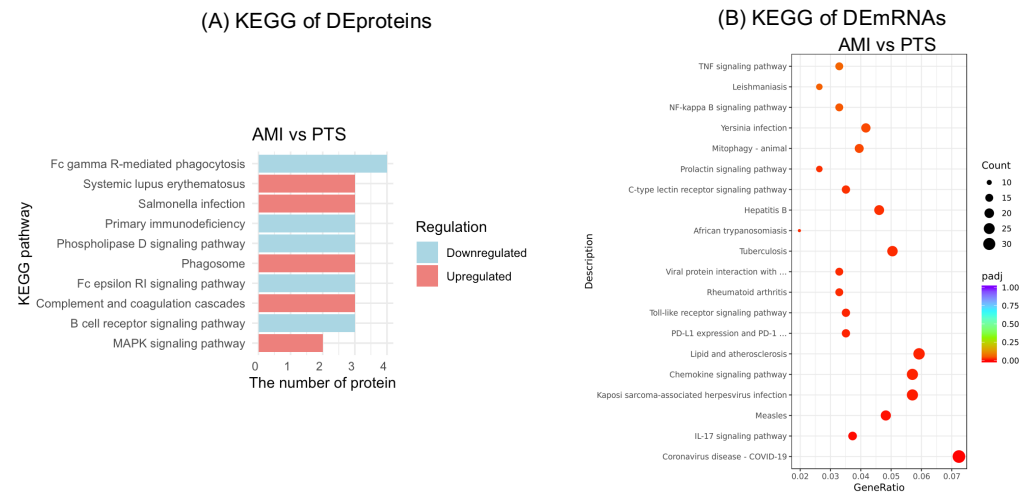 (A) KEGG of DEproteins
AMI vs PTS
KEGG pathway
Fc gamma R-mediated phagocytosis
Systemic lupus erythematosus
Salmonella infection
Primary immunodeficiency
Phospholipase D signaling pathway
Phagosome
Fc epsilon RI signaling pathway
Complement and coagulation cascades
B cell receptor signaling pathway
MAPK signaling pathway
0 1 2 3 4
The number of protein
Regulation
Downregulated
Upregulated
(B) KEGG of DEmRNAs
AMI vs PTS
Description
TNF signaling pathway
Leishmaniasis
NF-kappa B signaling pathway
Yersinia infection
Mitophagy - animal
Prolactin signaling pathway
C-type lectin receptor signaling pathway
Hepatitis B
African trypanosomiasis
Tuberculosis
Viral protein interaction with ...
Rheumatoid arthritis
Toll-like receptor signaling pathway
PD-L1 expression and PD-1 ...
Lipid and atherosclerosis
Chemokine signaling pathway
Kaposi sarcoma-associated herpesvirus infection
Measles
IL-17 signaling pathway
Coronavirus disease - COVID-19
0.02 0.03 0.04 0.05 0.06 0.07
GeneRatio
Count
10
15
20
25
30
padj
1.00
0.75
0.50
0.25
0.00